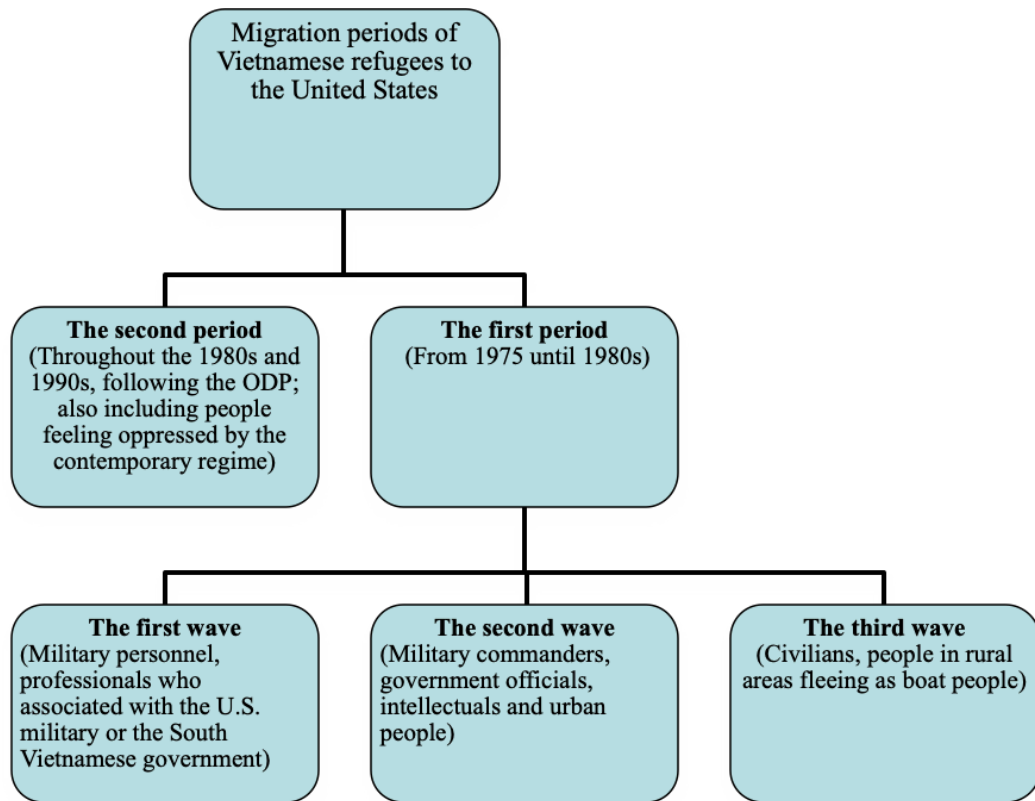 Migration periods of
Vietnamese refugees to
the United States
The second period
(Throughout the 1980s and
1990s, following the ODP;
also including people
feeling oppressed by the
contemporary regime)
The first period
(From 1975 until 1980s)
The first wave
(Military personnel,
professionals who
associated with the U.S.
military or the South
Vietnamese government)
The second wave
(Military commanders,
government officials,
intellectuals and urban
people)
The third wave
(Civilians, people in rural
areas fleeing as boat people)